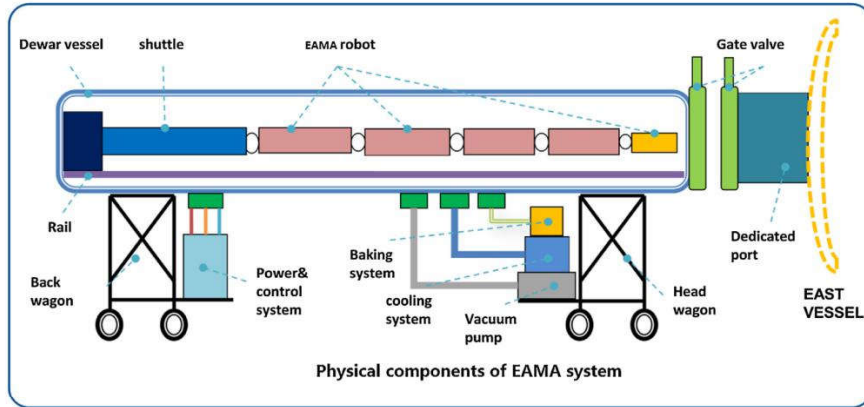 Dewar vessel
shuttle
EAMA robot
Gate valve
Rail
Back
wagon
Power&
control
system
Baking
system
cooling
system
Vacuum
pump
Head
wagon
Dedicated
port
EAST
VESSEL
Physical components of EAMA system